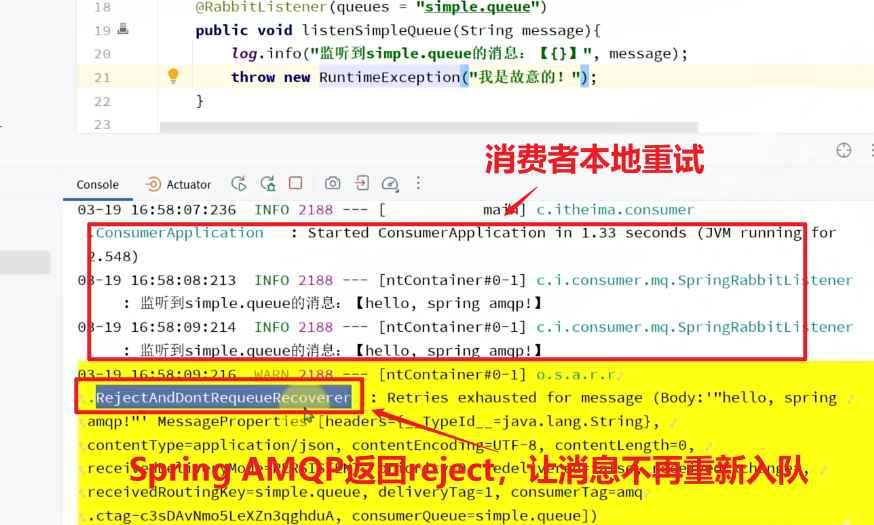 18 @RabbitListener(queues = "simple.queue")
19 public void listenSimpleQueue(String message){
20 log.info("监听到simple.queue的消息：【{}】", message);
21 throw new RuntimeException("我是故意的！");
22 }
23
消费者本地重试
Console Actuator
03-19 16:58:07:236 INFO 2188 --- [ main] c.itheima.consumer
.ConsumerApplication : Started ConsumerApplication in 1.33 seconds (JVM running for
2.548)
03-19 16:58:08:213 INFO 2188 --- [ntContainer#0-1] c.i.consumer.mq.SpringRabbitListener
: 监听到simple.queue的消息：【hello, spring amqp!】
03-19 16:58:09:214 INFO 2188 --- [ntContainer#0-1] c.i.consumer.mq.SpringRabbitListener
: 监听到simple.queue的消息：【hello, spring amqp!】
03-19 16:58:09:216 WARN 2188 --- [ntContainer#0-1] o.s.a.r.r
.RejectAndDontRequeueRecoverer : Retries exhausted for message (Body:'"hello, spring
amqp!"' MessageProperties [headers={__TypeId__=java.lang.String},
contentType=application/json, contentEncoding=UTF-8, contentLength=0,
Spring AMQP返回reject，让消息不再重新入队
receivedRoutingKey=simple.queue, deliveryTag=1, consumerTag=amq
.ctag-c3sDAvNmo5LeXZn3qghduA, consumerQueue=simple.queue])